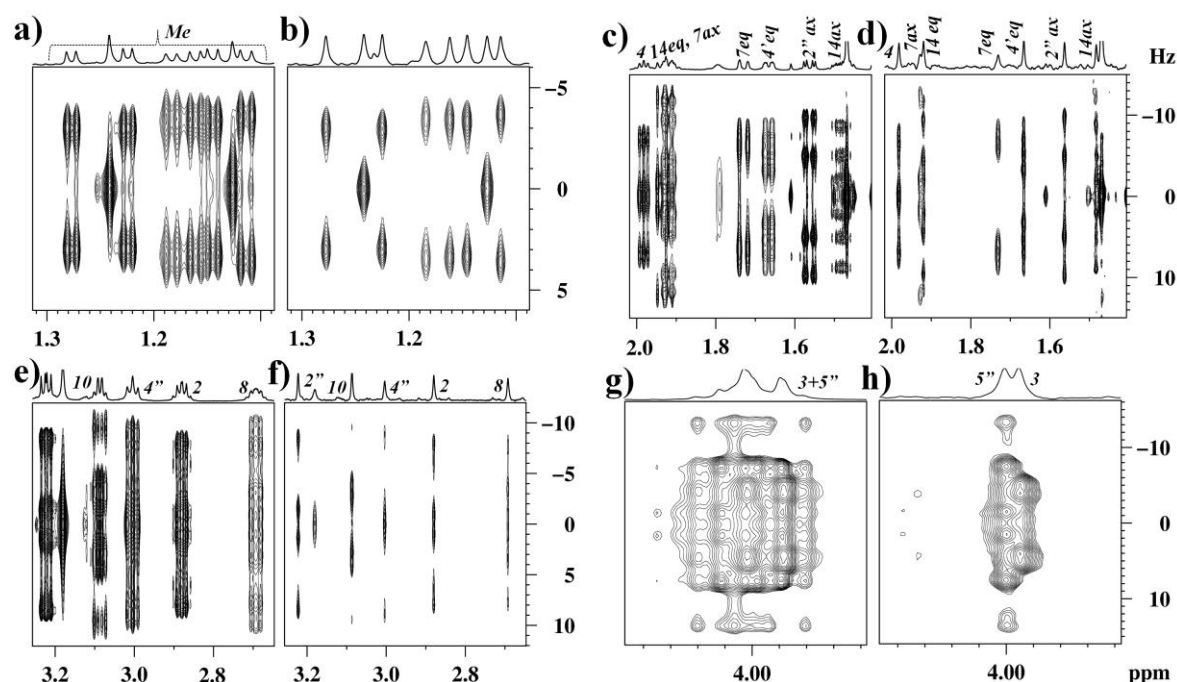 a) Me b) c) 4 14eq, 7ax 7eq 4'eq 2" ax 14ax d) 4 7ax 14 eq 7eq 4'eq 2" ax 14ax Hz
-5 -10
0 0
5 10
1.3 1.2 1.3 1.2 2.0 1.8 1.6 2.0 1.8 1.6
e) 10 4" 2 8 f) 2" 10 4" 2 8 g) 3+5" h) 5" 3
-10 -10
-5
0 0
5
10 10
3.2 3.0 2.8 3.2 3.0 2.8 4.00 4.00 ppm